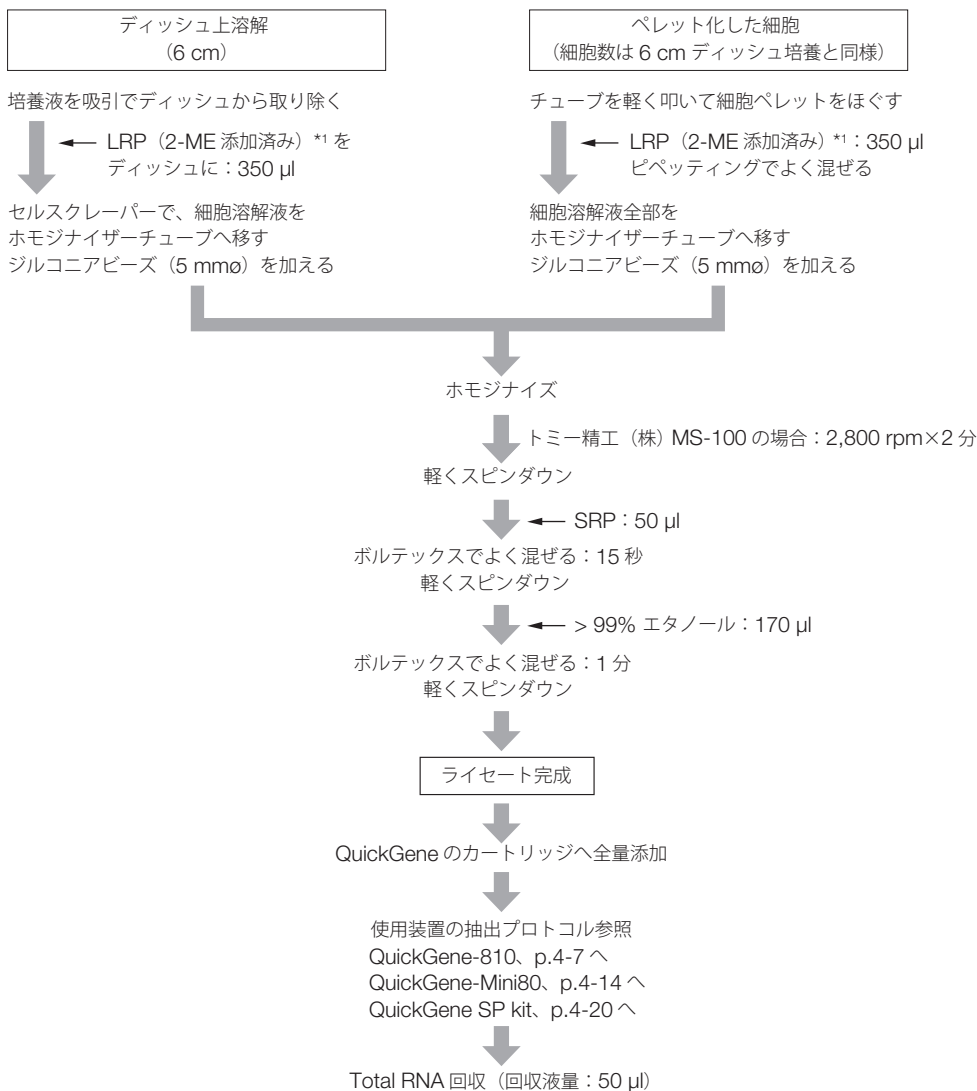 ディッシュ上溶解
（6 cm）
培養液を吸引でディッシュから取り除く
LRP（2-ME 添加済み）*1 を
ディッシュに：350 μl
セルスクレーパーで、細胞溶解液を
ホモジナイザーチューブへ移す
ジルコニアビーズ（5 mmø）を加える
ペレット化した細胞
（細胞数は 6 cm ディッシュ培養と同様）
チューブを軽く叩いて細胞ペレットをほぐす
LRP（2-ME 添加済み）*1：350 μl
ピペッティングでよく混ぜる
細胞溶解液全部を
ホモジナイザーチューブへ移す
ジルコニアビーズ（5 mmø）を加える
ホモジナイズ
トミー精工（株）MS-100 の場合：2,800 rpm×2 分
軽くスピンダウン
SRP：50 μl
ボルテックスでよく混ぜる：15 秒
軽くスピンダウン
> 99% エタノール：170 μl
ボルテックスでよく混ぜる：1 分
軽くスピンダウン
ライセート完成
QuickGene のカートリッジへ全量添加
使用装置の抽出プロトコル参照
QuickGene-810、p.4-7 へ
QuickGene-Mini80、p.4-14 へ
QuickGene SP kit、p.4-20 へ
Total RNA 回収（回収液量：50 μl）